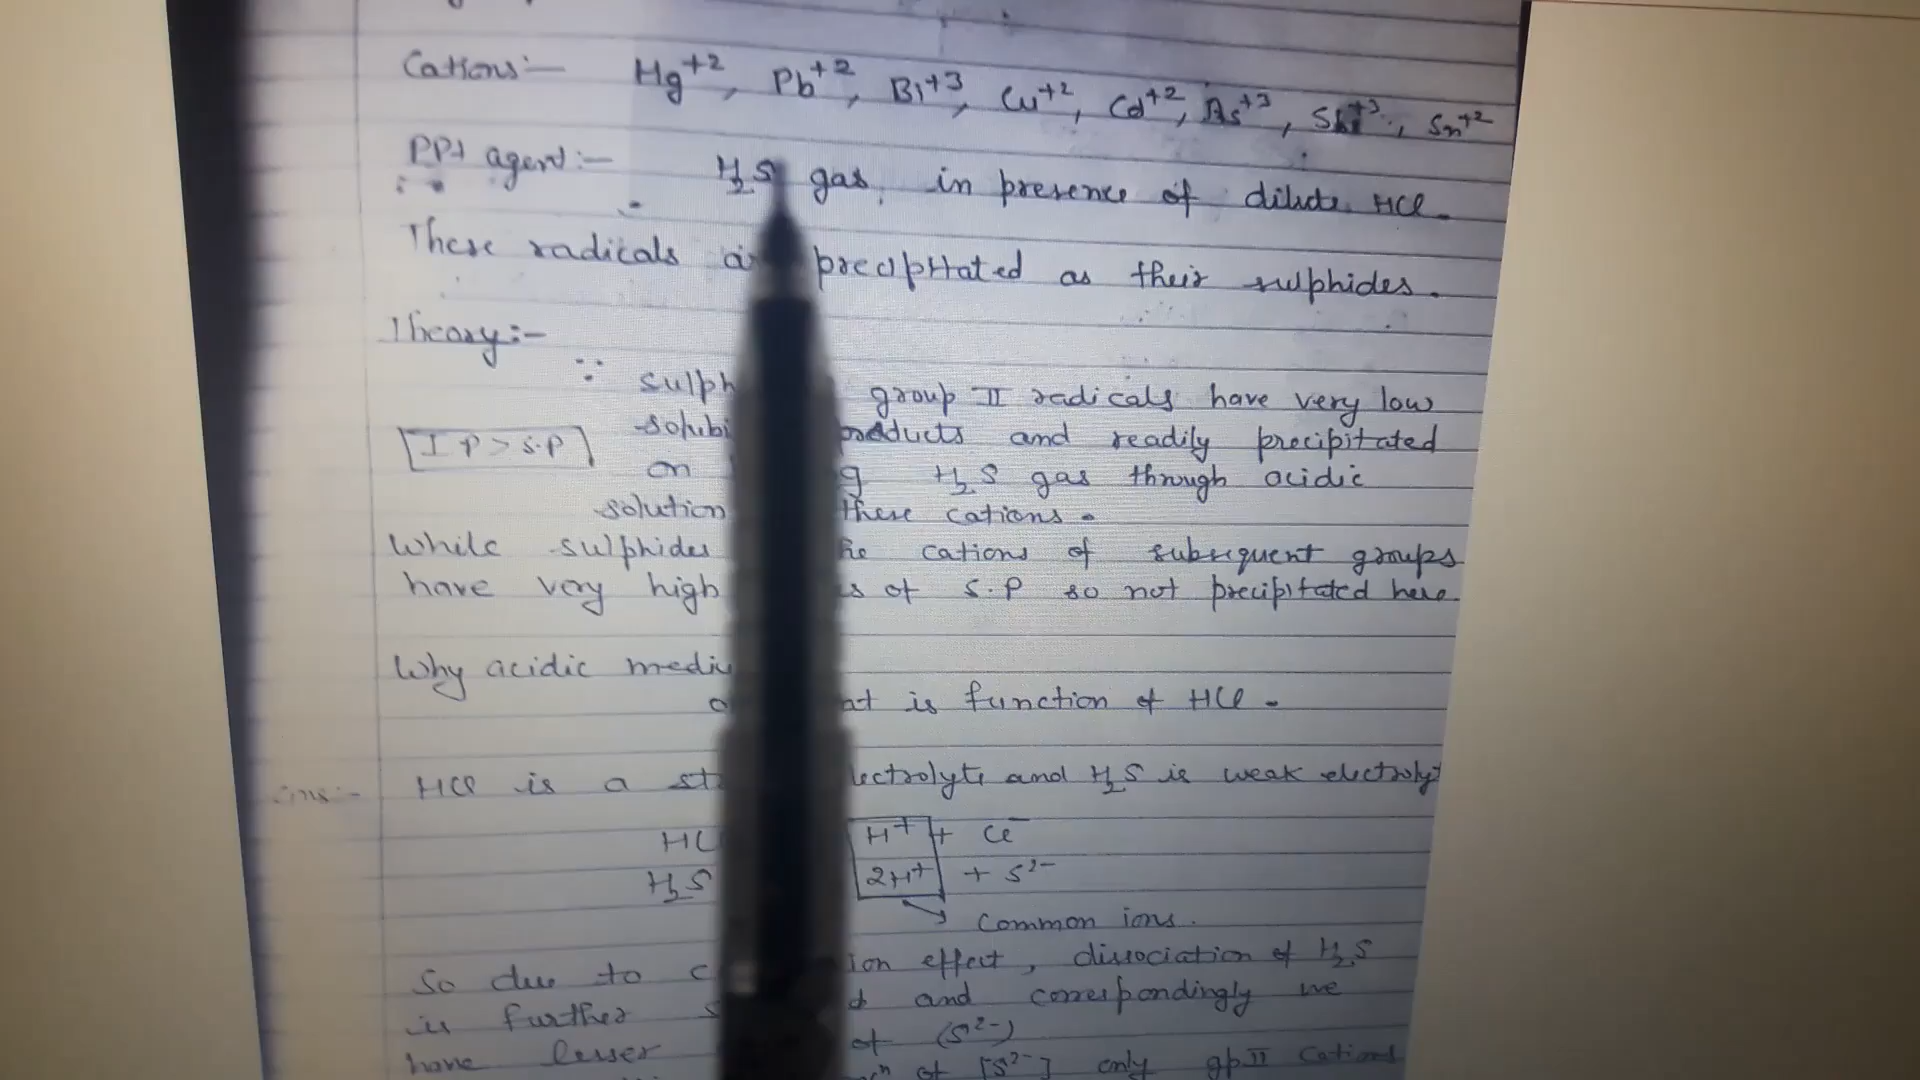 Cations:- Hg+2, Pb+2, Bi+3, Cu+2, Cd+2, As+3, Sb+3, Sn+2
PPt agent:- H2S gas, in presence of dilute HCl.
These radicals precipitated as their sulphides.
Theory:-
∵ group II radicals have very low
I P > S.P products and readily precipitated
on H2S gas through acidic
solution these cations.
While sulphides cations of subsequent groups
have very high of S.P so not precipitated here
Why acidic
is function of HCl.
Ans:- HCl is a and H2S is weak
H+ + Cl-
H2S 2H+ + S2-
Common ions.
So due to ion effect, dissociation of H2S
is further and correspondingly we
have lesser of (S2-)
of [S2-] only gp II Cations